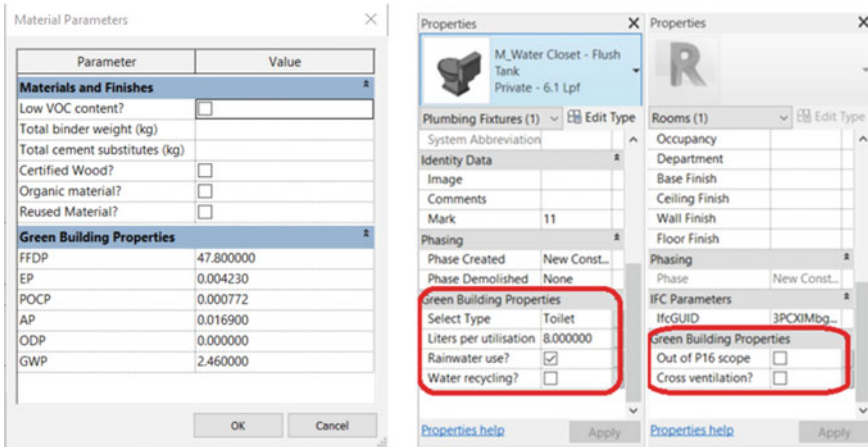 Material Parameters
Parameter Value
Materials and Finishes
Low VOC content?
Total binder weight (kg)
Total cement substitutes (kg)
Certified Wood?
Organic material?
Reused Material?
Green Building Properties
FFDP 47.800000
EP 0.004230
POCP 0.000772
AP 0.016900
ODP 0.000000
GWP 2.460000
OK Cancel
Properties
M_Water Closet - Flush
Tank
Private - 6.1 Lpf
Plumbing Fixtures (1) Edit Type
System Abbreviation
Identity Data
Image
Comments
Mark 11
Phasing
Phase Created New Const...
Phase Demolished None
Green Building Properties
Select Type Toilet
Liters per utilisation 8.000000
Rainwater use?
Water recycling?
Properties help Apply
Properties
R
Rooms (1) Edit Type
Occupancy
Department
Base Finish
Ceiling Finish
Wall Finish
Floor Finish
Phasing
Phase New Const...
IFC Parameters
IfcGUID 3PCXIMbg...
Green Building Properties
Out of P16 scope
Cross ventilation?
Properties help Apply